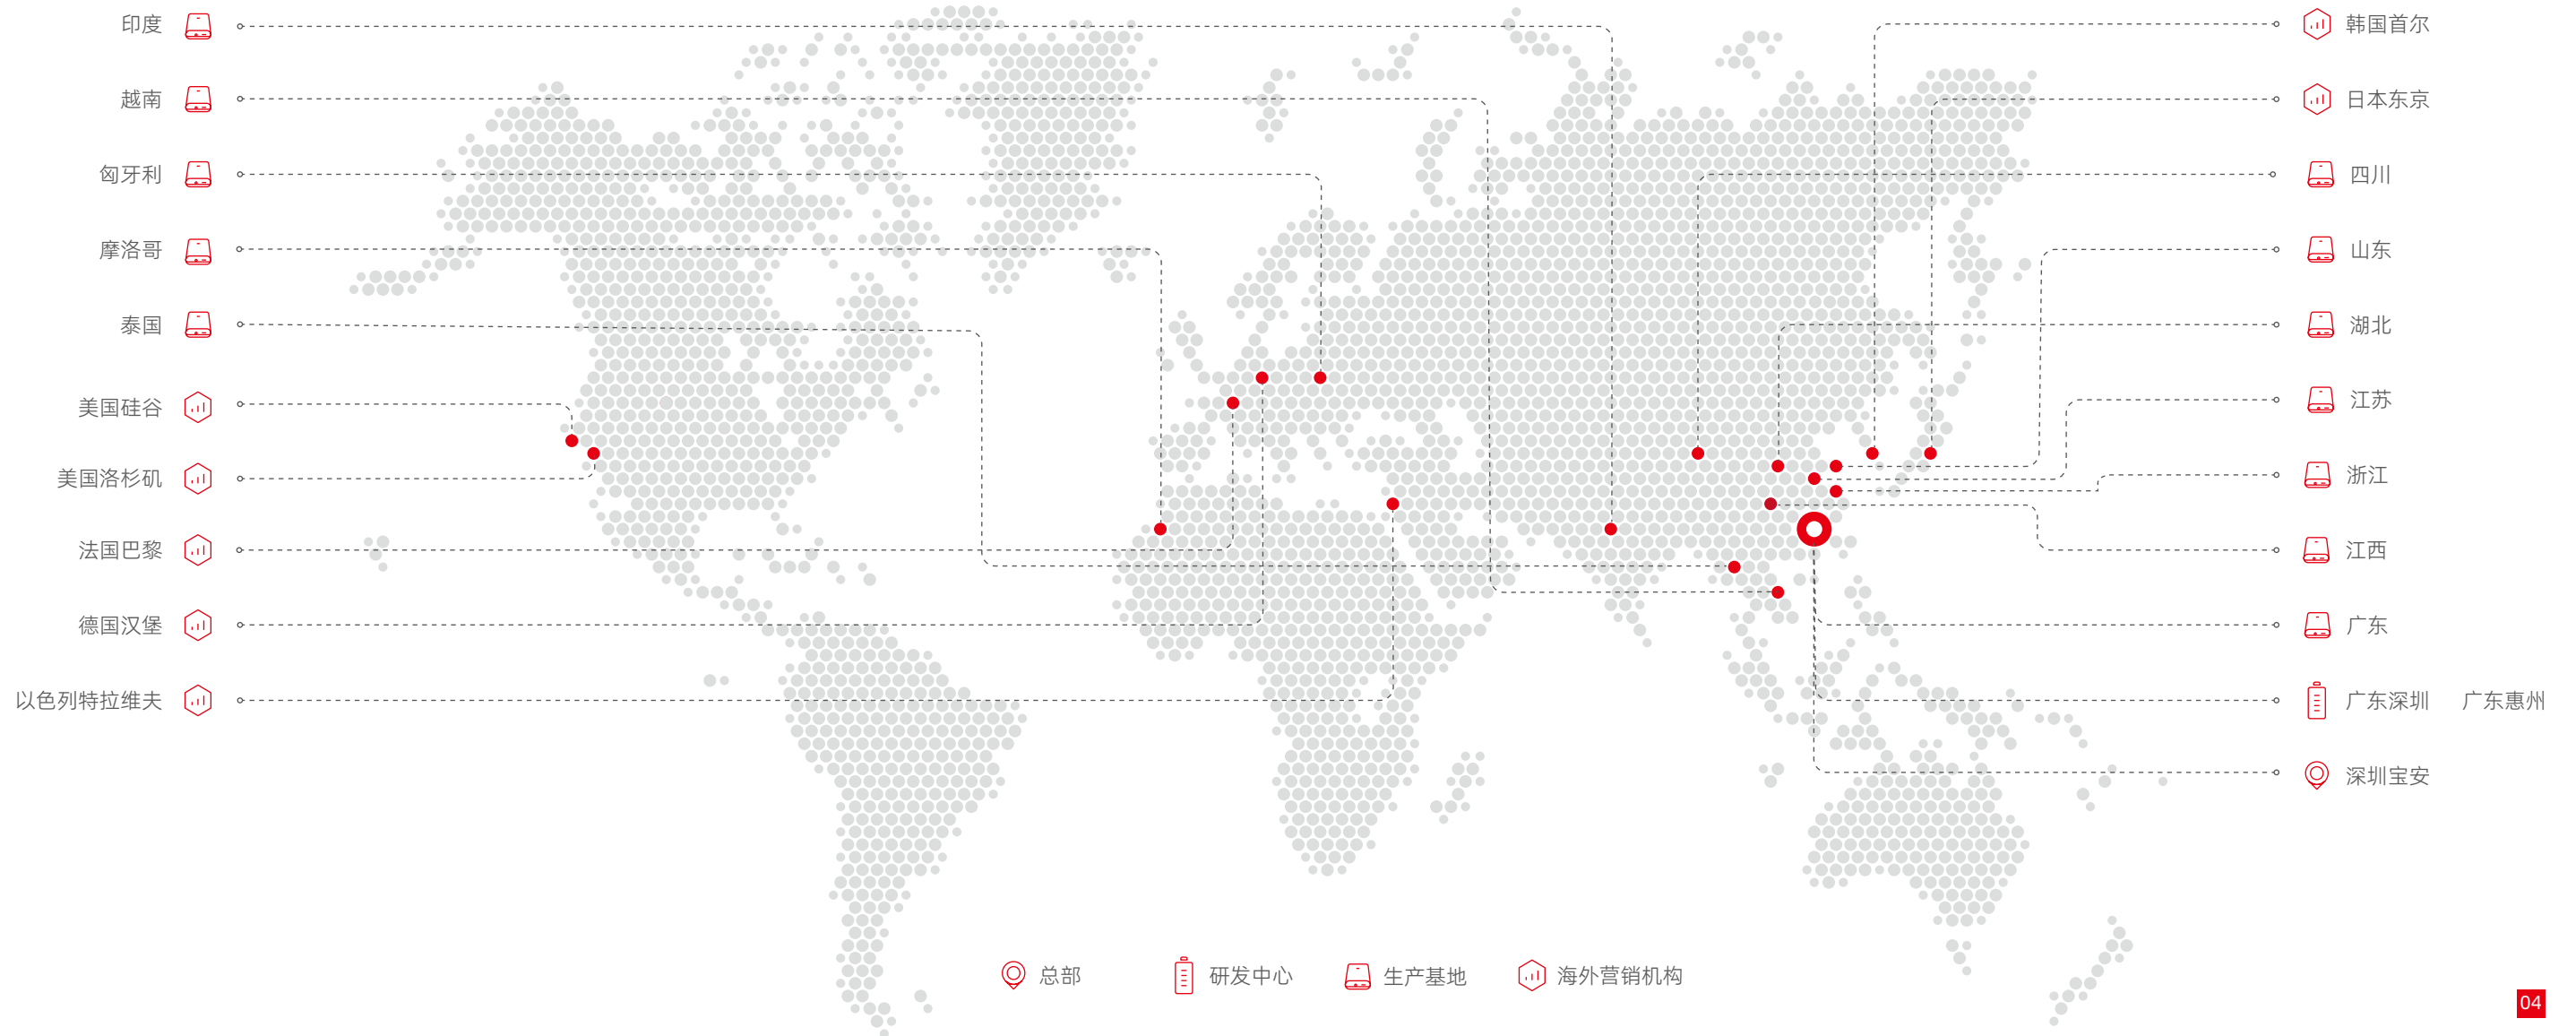 印度
越南
匈牙利
摩洛哥
泰国
美国硅谷
美国洛杉矶
法国巴黎
德国汉堡
以色列特拉维夫
韩国首尔
日本东京
四川
山东
湖北
江苏
浙江
江西
广东
广东深圳 广东惠州
深圳宝安
总部 研发中心 生产基地 海外营销机构
04